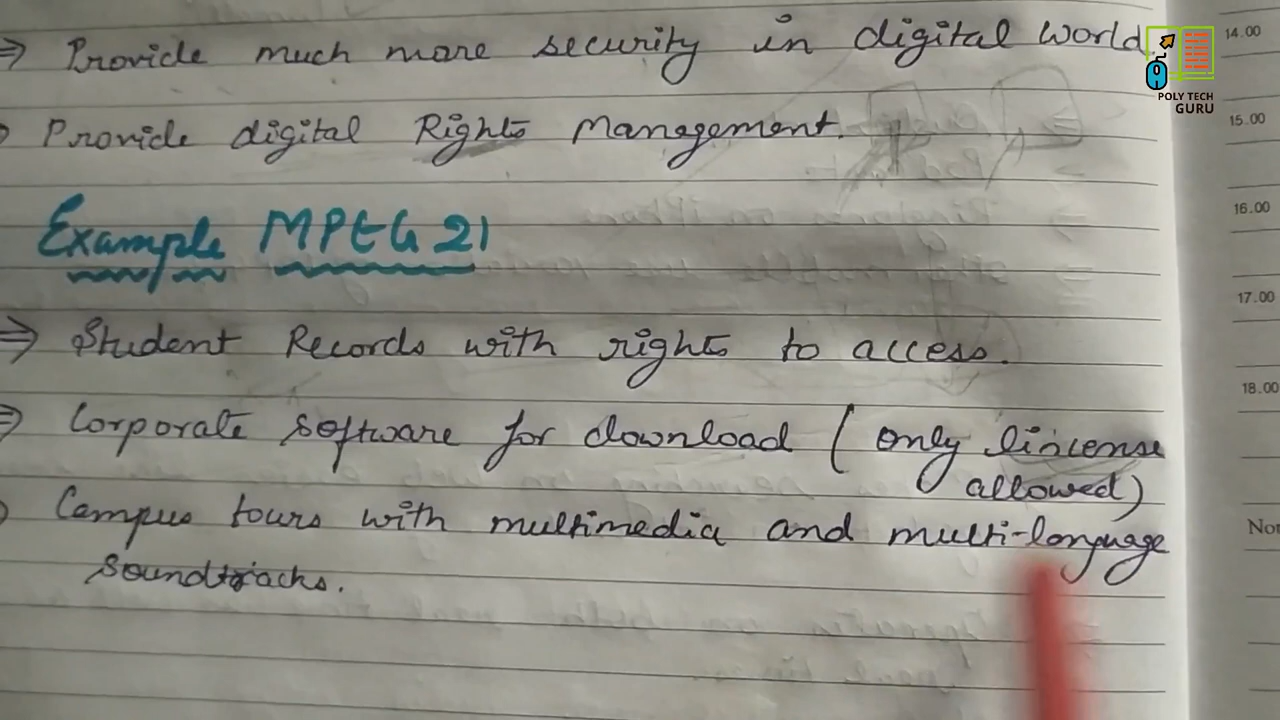 ⇒ Provide much more security in digital world.
Provide digital Rights Management.
Example MPEG 21
⇒ Student Records with rights to access.
⇒ Corporate software for download (only lincense
allowed)
Campus tours with multimedia and multi-language
Soundtracks.
POLY TECH
GURU
14.00
15.00
16.00
17.00
18.00